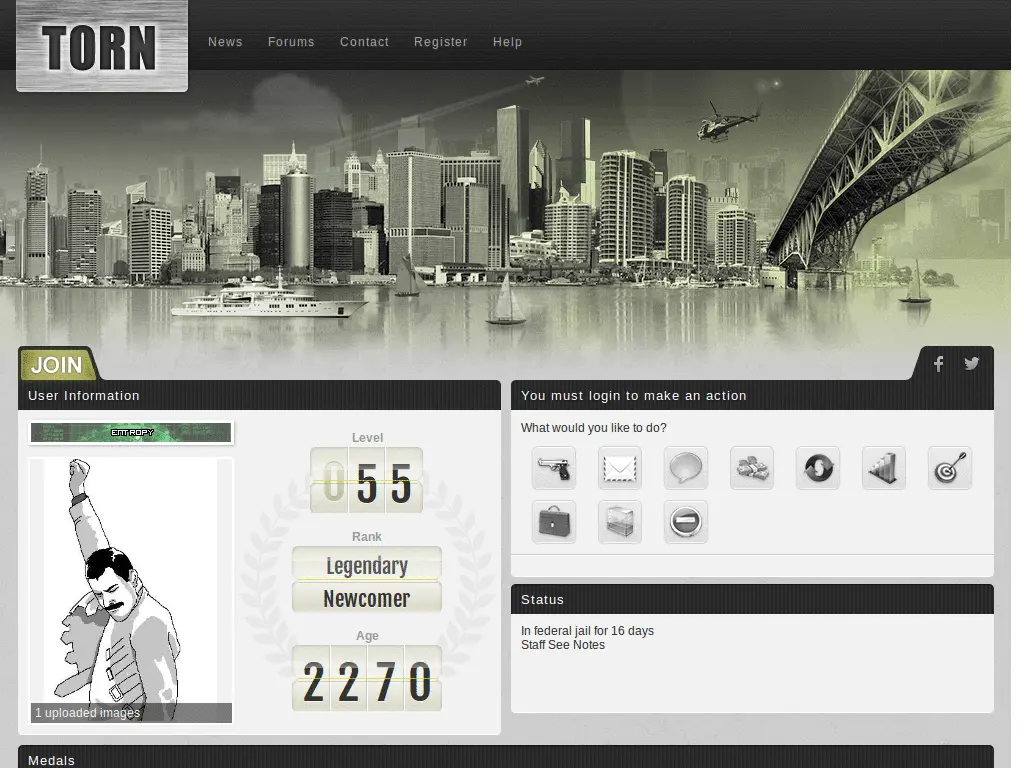 TORN
News Forums Contact Register Help
JOIN
User Information
ENTROPY
Level
055
Rank
Legendary
Newcomer
Age
2270
1 uploaded images
You must login to make an action
What would you like to do?
Status
In federal jail for 16 days
Staff See Notes
Medals